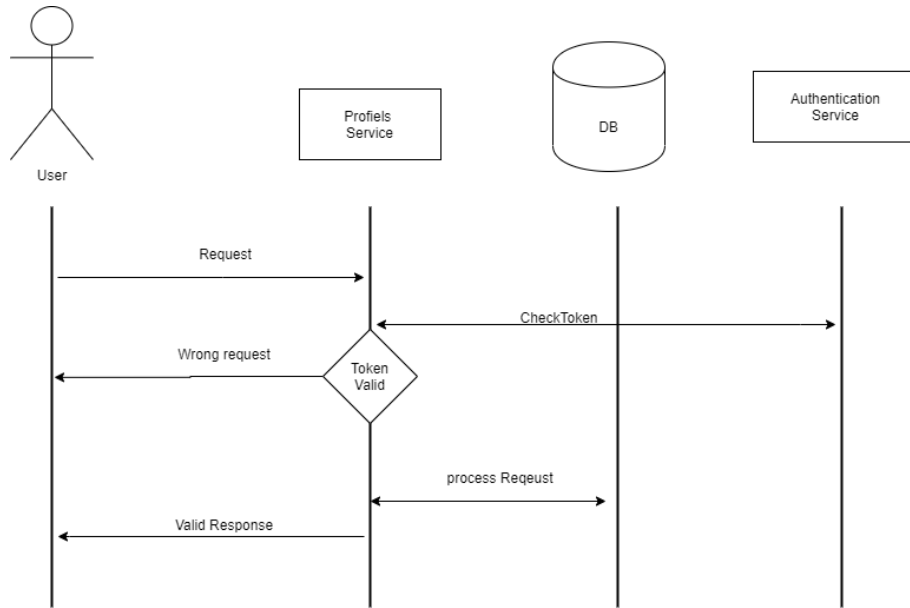 User
Profiels
Service
DB
Authentication
Service
Request
CheckToken
Wrong request
Token
Valid
process Reqeust
Valid Response